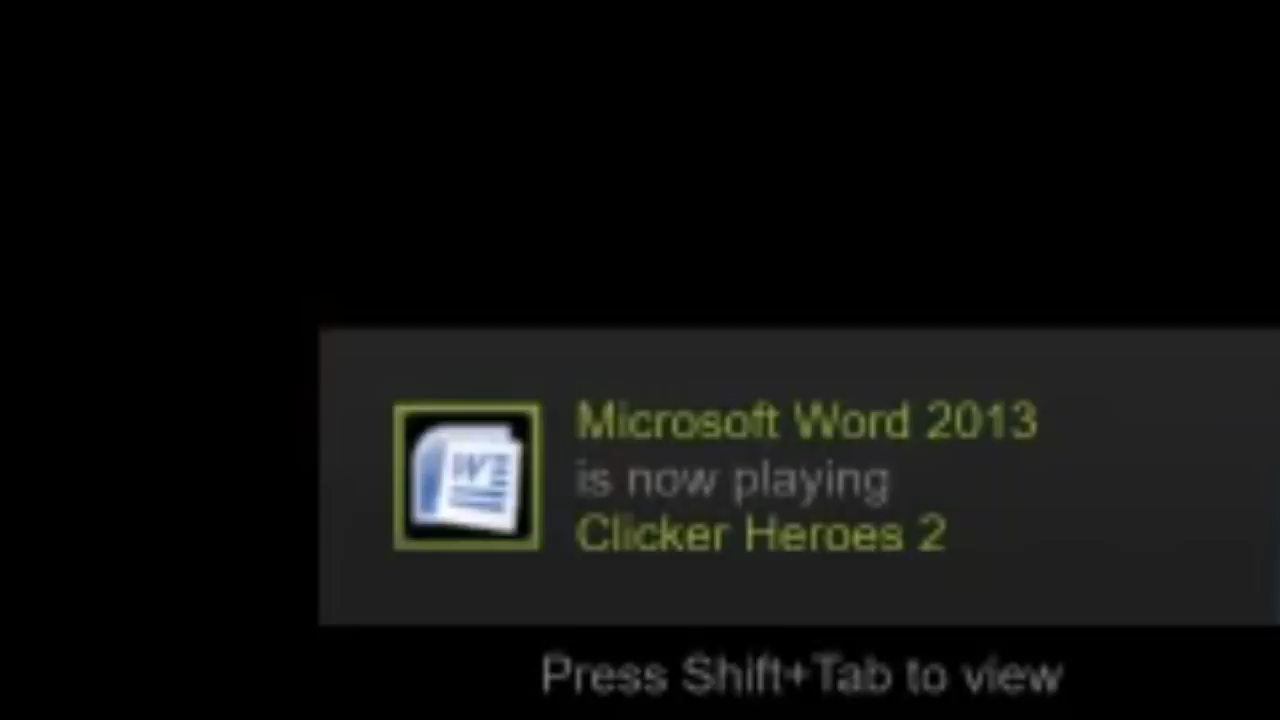 Microsoft Word 2013
is now playing
Clicker Heroes 2
Press Shift+Tab to view